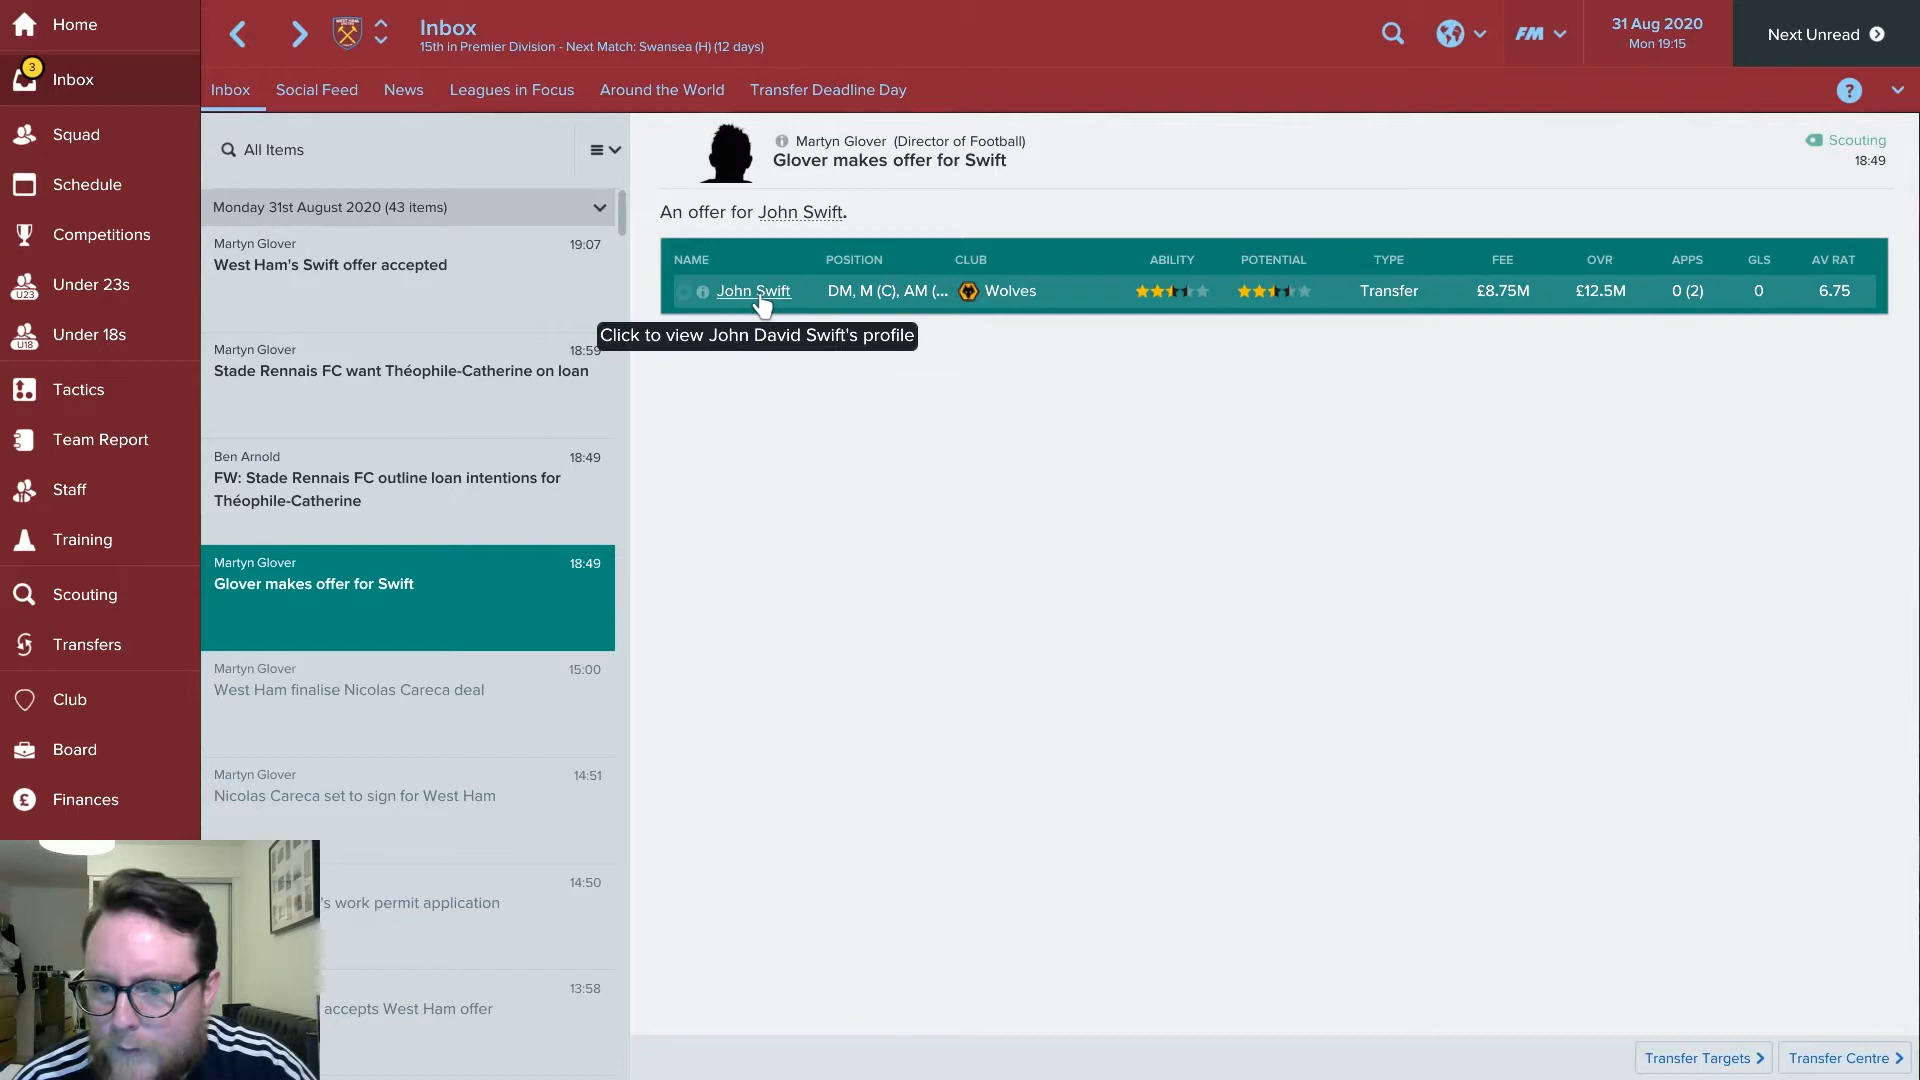 Home
3
Inbox
Squad
Schedule
Competitions
U23
Under 23s
U18
Under 18s
Tactics
Team Report
Staff
Training
Scouting
Transfers
Club
Board
£
Finances
WEST HAM
Inbox
15th in Premier Division - Next Match: Swansea (H) (12 days)
FM
31 Aug 2020
Mon 19:15
Next Unread
Inbox
Social Feed
News
Leagues in Focus
Around the World
Transfer Deadline Day
?
All Items
Monday 31st August 2020 (43 items)
Martyn Glover 19:07
West Ham's Swift offer accepted
Martyn Glover 18:59
Stade Rennais FC want Théophile-Catherine on loan
Ben Arnold 18:49
FW: Stade Rennais FC outline loan intentions for
Théophile-Catherine
Martyn Glover 18:49
Glover makes offer for Swift
Martyn Glover 15:00
West Ham finalise Nicolas Careca deal
Martyn Glover 14:51
Nicolas Careca set to sign for West Ham
14:50
's work permit application
13:58
accepts West Ham offer
Martyn Glover (Director of Football)
Glover makes offer for Swift
Scouting
18:49
An offer for John Swift.
NAME POSITION CLUB ABILITY POTENTIAL TYPE FEE OVR APPS GLS AV RAT
John Swift DM, M (C), AM (... Wolves Transfer £8.75M £12.5M 0 (2) 0 6.75
Click to view John David Swift's profile
Transfer Targets
Transfer Centre